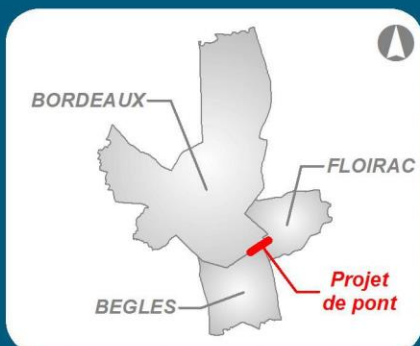 BORDEAUX
FLOIRAC
Projet
de pont
BEGLES